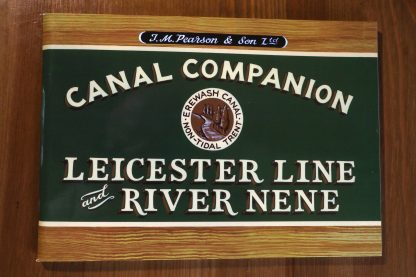 J.M. Pearson & Son Ltd
CANAL COMPANION
EREWASH CANAL
NON-TIDAL TRENT
LEICESTER LINE
and RIVER NENE